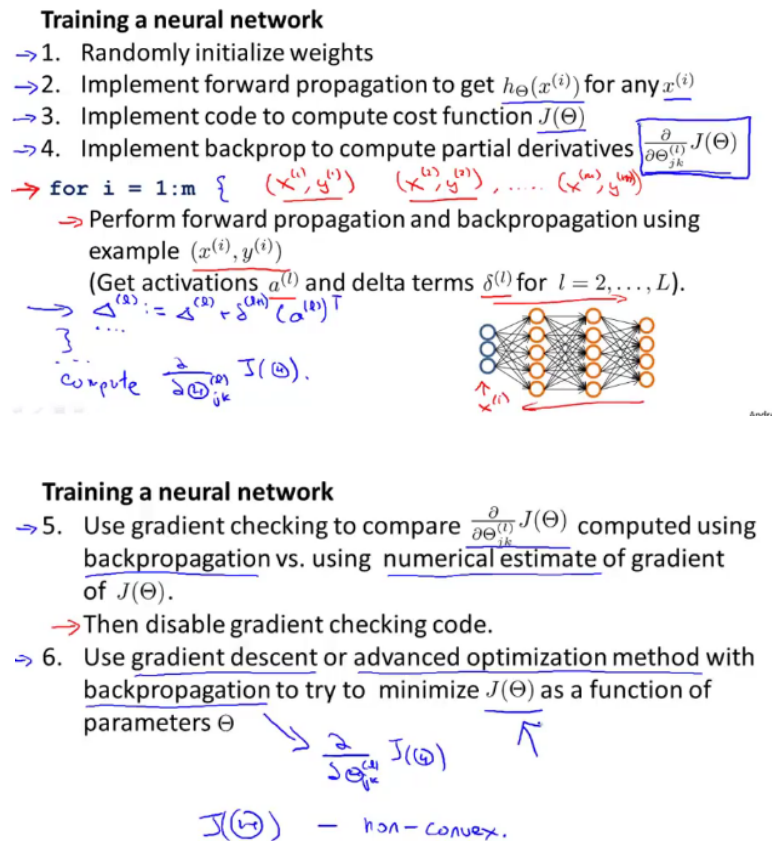 Training a neural network
→ 1. Randomly initialize weights
→ 2. Implement forward propagation to get h_Θ(x^(i)) for any x^(i)
→ 3. Implement code to compute cost function J(Θ)
→ 4. Implement backprop to compute partial derivatives ∂/∂Θ_jk^(l) J(Θ)
→ for i = 1:m { (x^(1), y^(1)) (x^(2), y^(2)), ..... (x^(m), y^(m))
→ Perform forward propagation and backpropagation using
example (x^(i), y^(i))
(Get activations a^(l) and delta terms δ^(l) for l = 2, . . . , L).
→ Δ^(l) := Δ^(l) + δ^(l+1) (a^(l))^T
....
}
....
compute ∂/∂Θ_jk^(l) J(Θ).
x^(i)
Training a neural network
→ 5. Use gradient checking to compare ∂/∂Θ_jk^(l) J(Θ) computed using
backpropagation vs. using numerical estimate of gradient
of J(Θ).
→ Then disable gradient checking code.
→ 6. Use gradient descent or advanced optimization method with
backpropagation to try to minimize J(Θ) as a function of
parameters Θ
∂/∂Θ_jk^(l) J(Θ)
J(Θ) — non-convex.